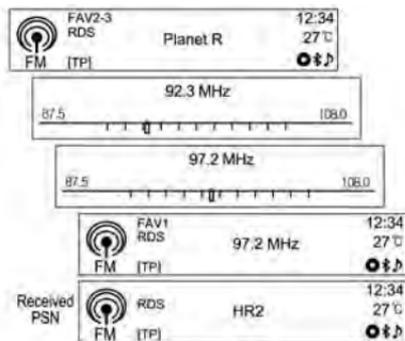 FAV2-3 12:34
RDS Planet R 27℃
FM [TP]
92.3 MHz
87.5 108.0
97.2 MHz
87.5 108.0
FAV1 12:34
RDS 97.2 MHz 27℃
FM [TP]
12:34
Received PSN RDS HR2 27℃
FM [TP]